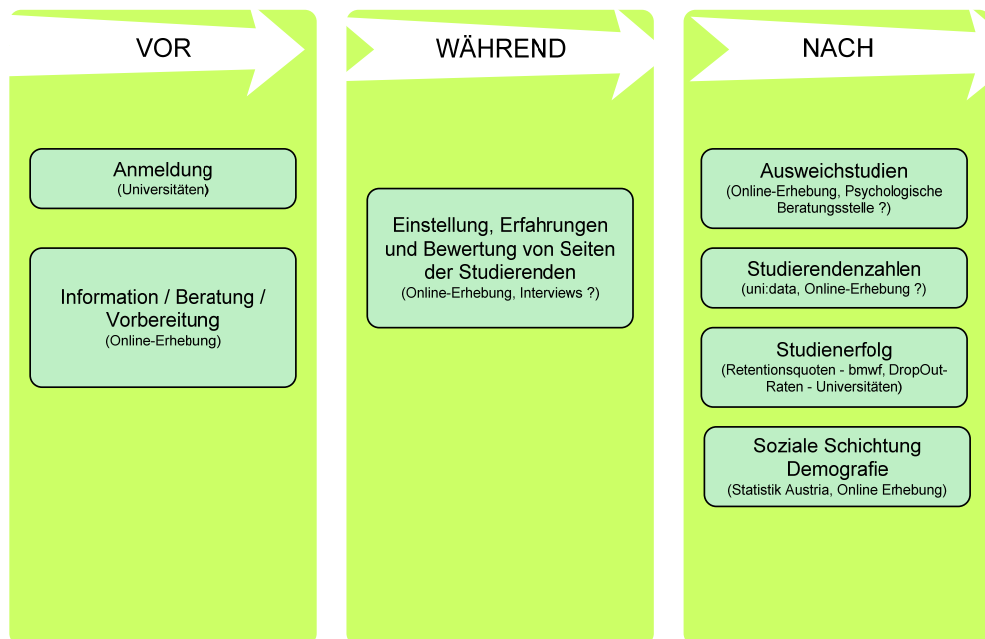 VOR
Anmeldung
(Universitäten)
Information / Beratung /
Vorbereitung
(Online-Erhebung)
WÄHREND
Einstellung, Erfahrungen
und Bewertung von Seiten
der Studierenden
(Online-Erhebung, Interviews ?)
NACH
Ausweichstudien
(Online-Erhebung, Psychologische
Beratungsstelle ?)
Studierendenzahlen
(uni:data, Online-Erhebung ?)
Studienerfolg
(Retentionsquoten - bmwf, DropOut-
Raten - Universitäten)
Soziale Schichtung
Demografie
(Statistik Austria, Online Erhebung)